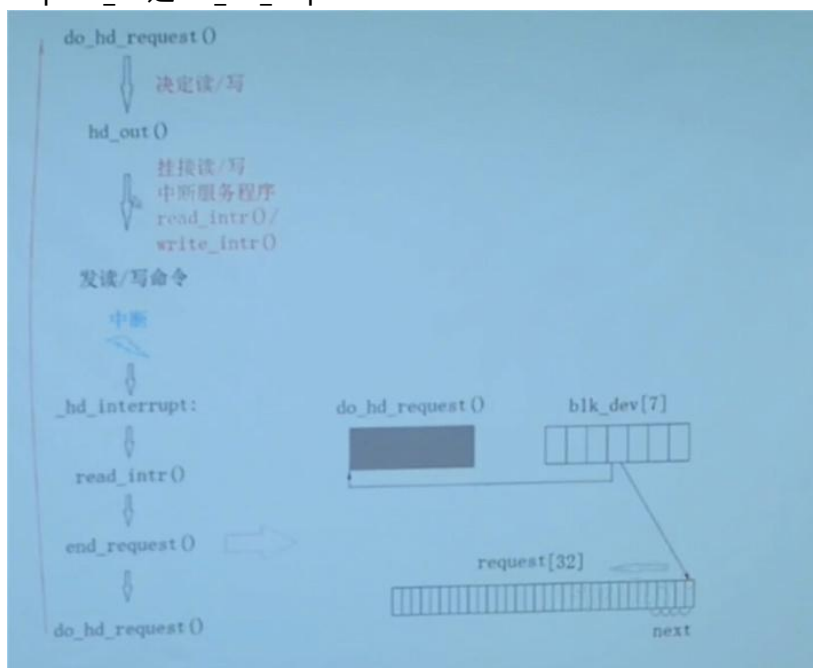 do_hd_request()
决定读/写
hd_out()
挂接读/写
中断服务程序
read_intr()/
write_intr()
发读/写命令
中断
_hd_interrupt:
read_intr()
end_request()
do_hd_request()
do_hd_request()
blk_dev[7]
request[32]
next